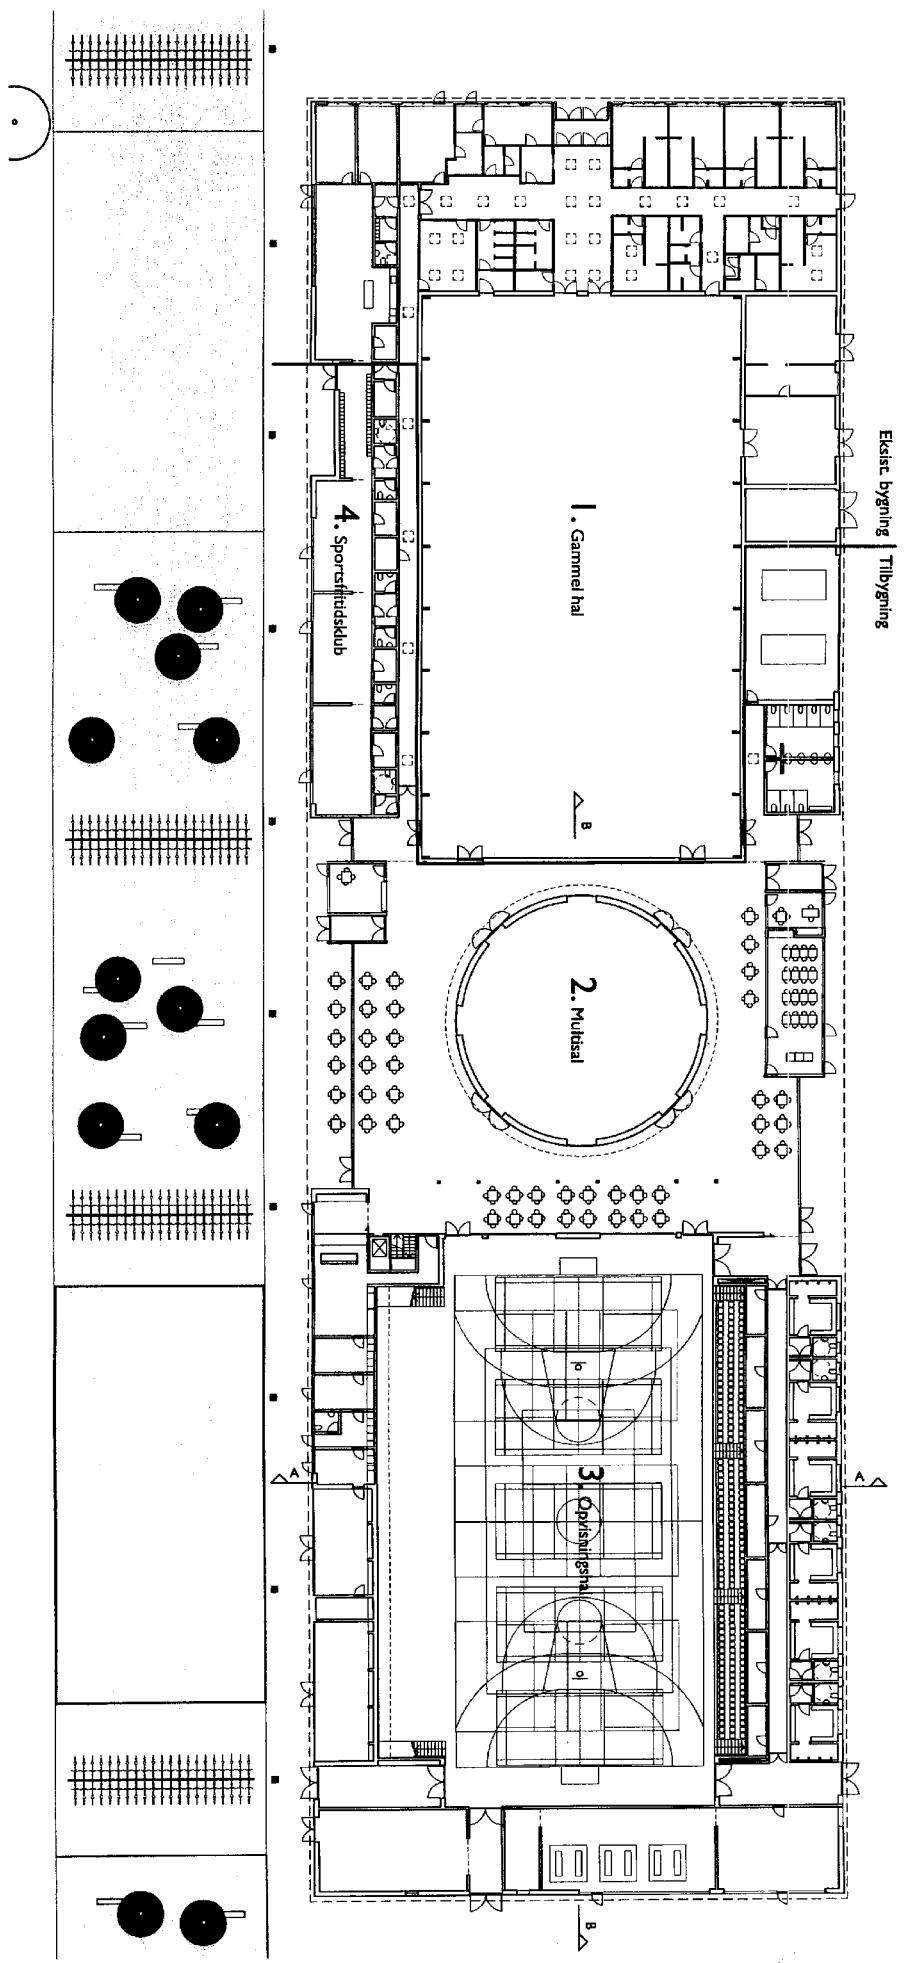 Eksist. bygning | Tilbygning
1. Gammel hal
4. Sportsfritidsklub
B
2. Multisal
3. Opvisningshal
A
A
B